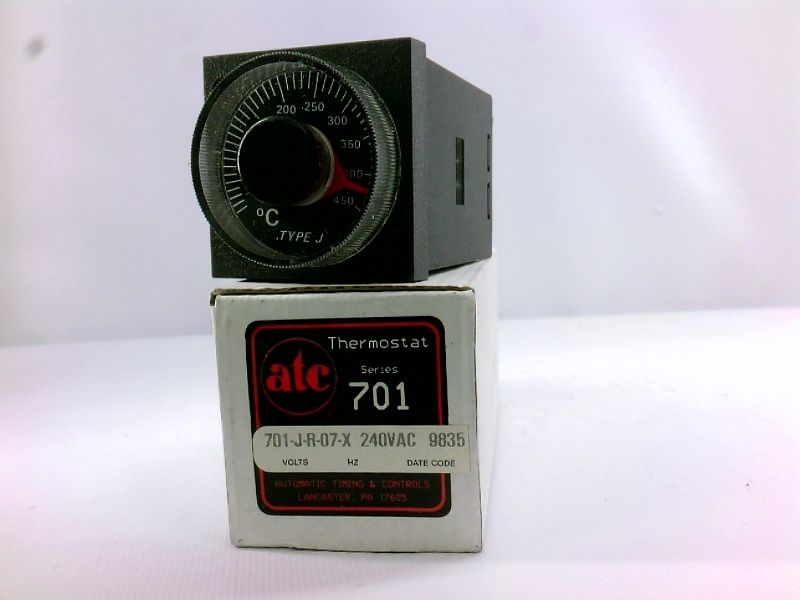 200 250
300
350
400
450
°C
TYPE J
Thermostat
atc
Series
701
701-J-R-07-X 240VAC 9835
VOLTS HZ DATE CODE
AUTOMATIC TIMING & CONTROLS
LANCASTER, PA 17605